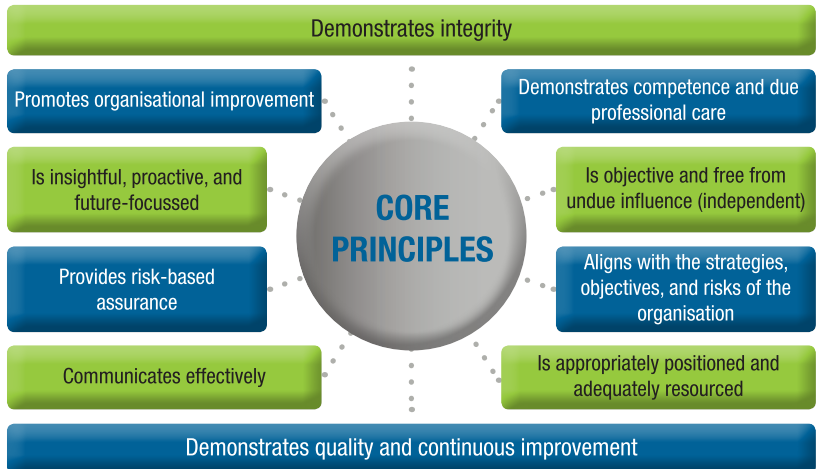 Demonstrates integrity
Promotes organisational improvement
Demonstrates competence and due
professional care
Is insightful, proactive, and
future-focussed
Is objective and free from
undue influence (independent)
CORE
PRINCIPLES
Provides risk-based
assurance
Aligns with the strategies,
objectives, and risks of the
organisation
Communicates effectively
Is appropriately positioned and
adequately resourced
Demonstrates quality and continuous improvement